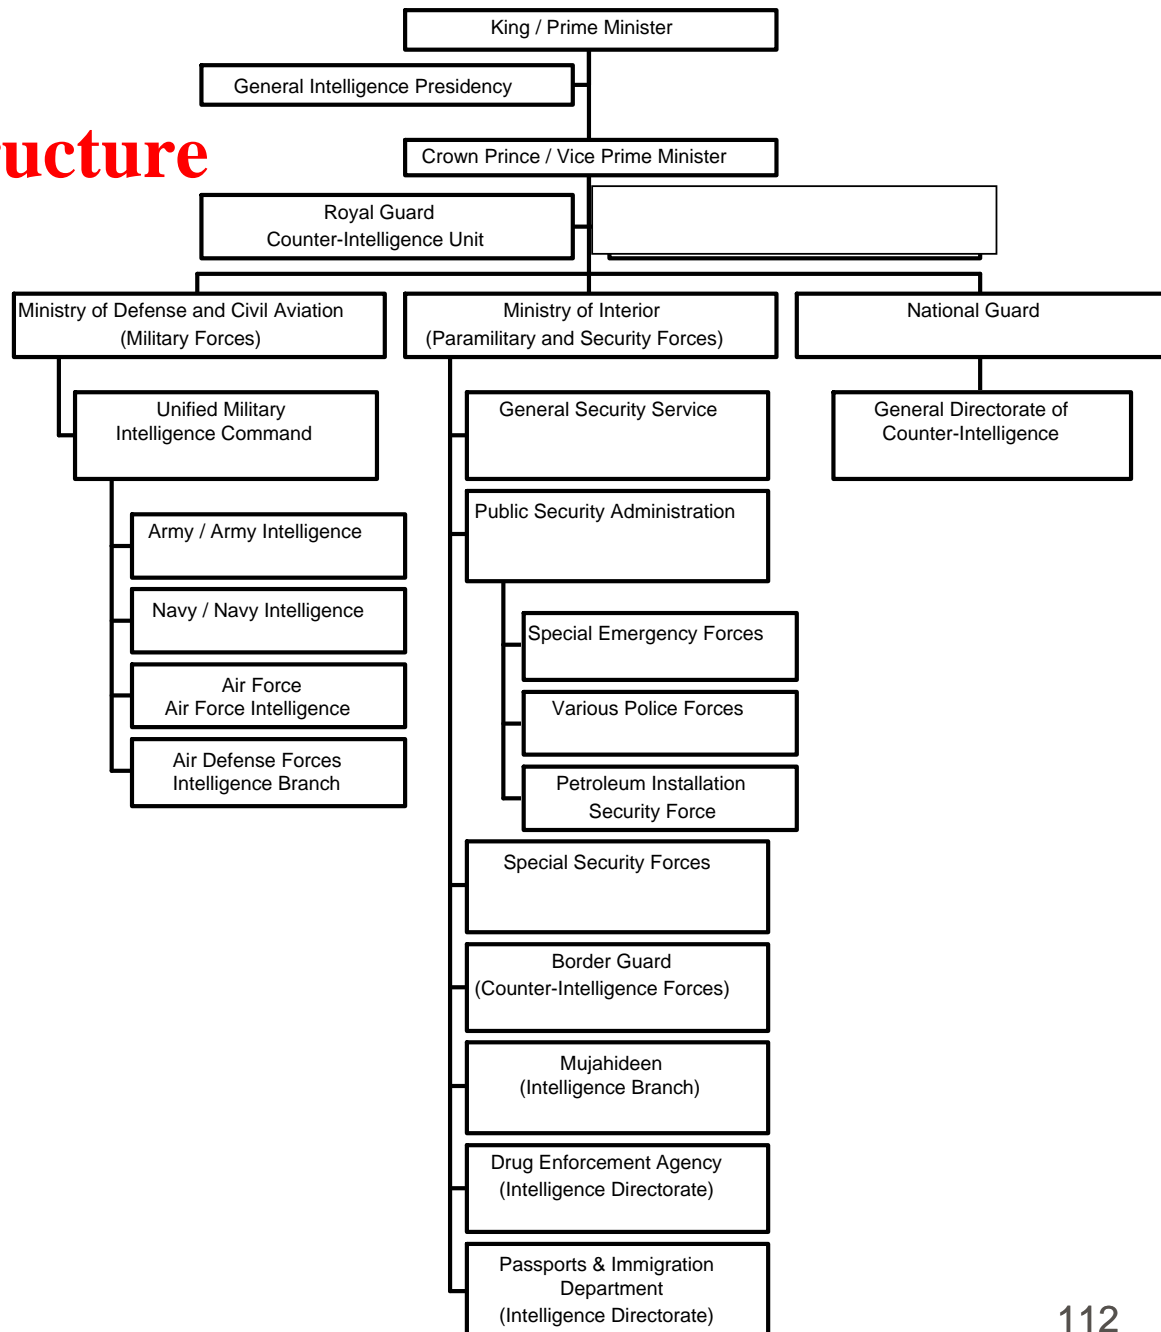 King / Prime Minister
General Intelligence Presidency
ucture
Crown Prince / Vice Prime Minister
Royal Guard
Counter-Intelligence Unit
Ministry of Defense and Civil Aviation
(Military Forces)
Ministry of Interior
(Paramilitary and Security Forces)
National Guard
Unified Military
Intelligence Command
General Security Service
General Directorate of
Counter-Intelligence
Public Security Administration
Army / Army Intelligence
Navy / Navy Intelligence
Air Force
Air Force Intelligence
Air Defense Forces
Intelligence Branch
Special Emergency Forces
Various Police Forces
Petroleum Installation
Security Force
Special Security Forces
Border Guard
(Counter-Intelligence Forces)
Mujahideen
(Intelligence Branch)
Drug Enforcement Agency
(Intelligence Directorate)
Passports & Immigration
Department
(Intelligence Directorate)
112